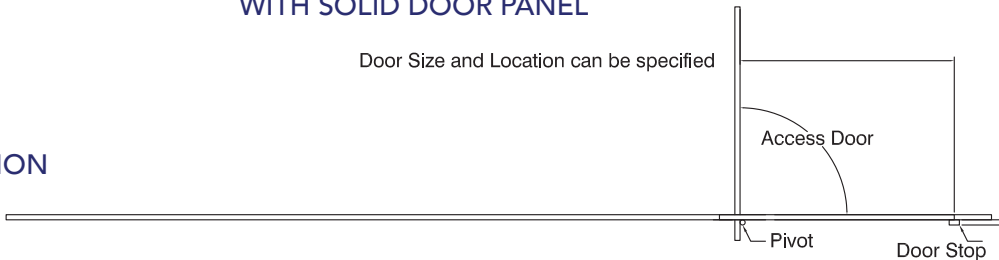 WITH SOLID DOOR PANEL
Door Size and Location can be specified
Access Door
ION
Pivot
Door Stop